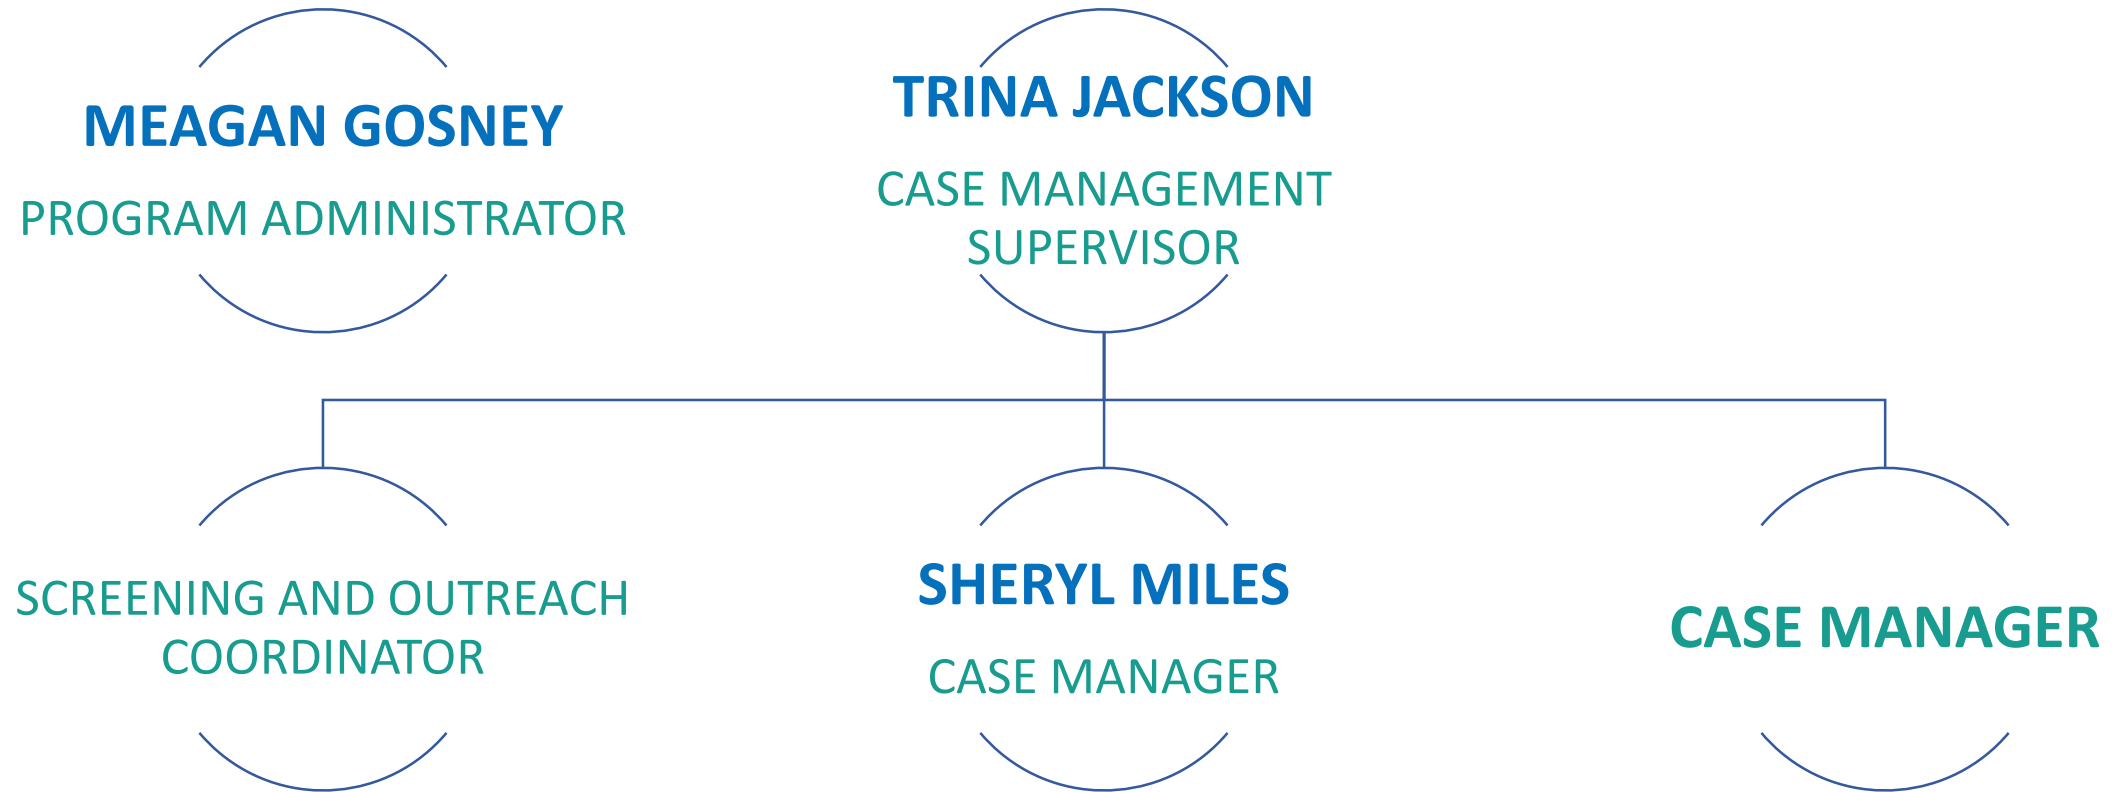 MEAGAN GOSNEY
PROGRAM ADMINISTRATOR
TRINA JACKSON
CASE MANAGEMENT
SUPERVISOR
SCREENING AND OUTREACH
COORDINATOR
SHERYL MILES
CASE MANAGER
CASE MANAGER